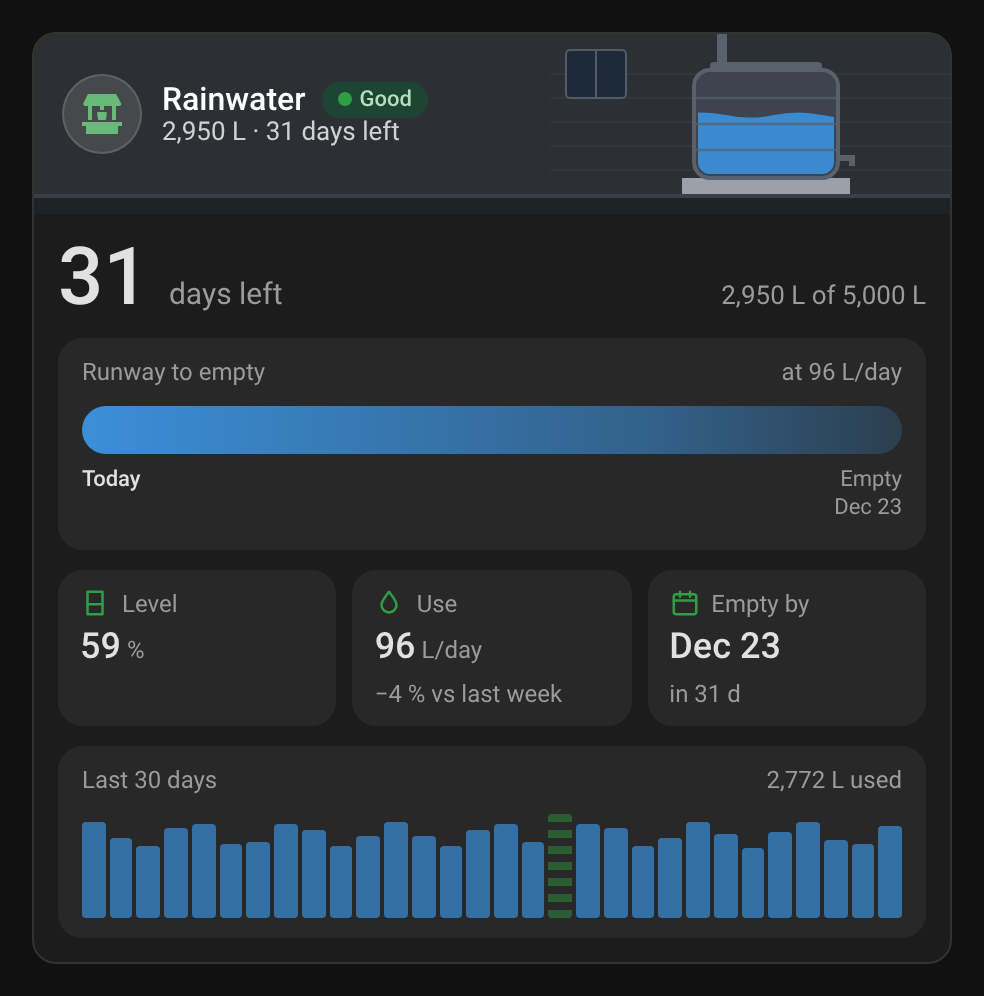 Rainwater
Good
2,950 L · 31 days left
31 days left
2,950 L of 5,000 L
Runway to empty
at 96 L/day
Today
Empty
Dec 23
Level
59 %
Use
96 L/day
−4 % vs last week
Empty by
Dec 23
in 31 d
Last 30 days
2,772 L used